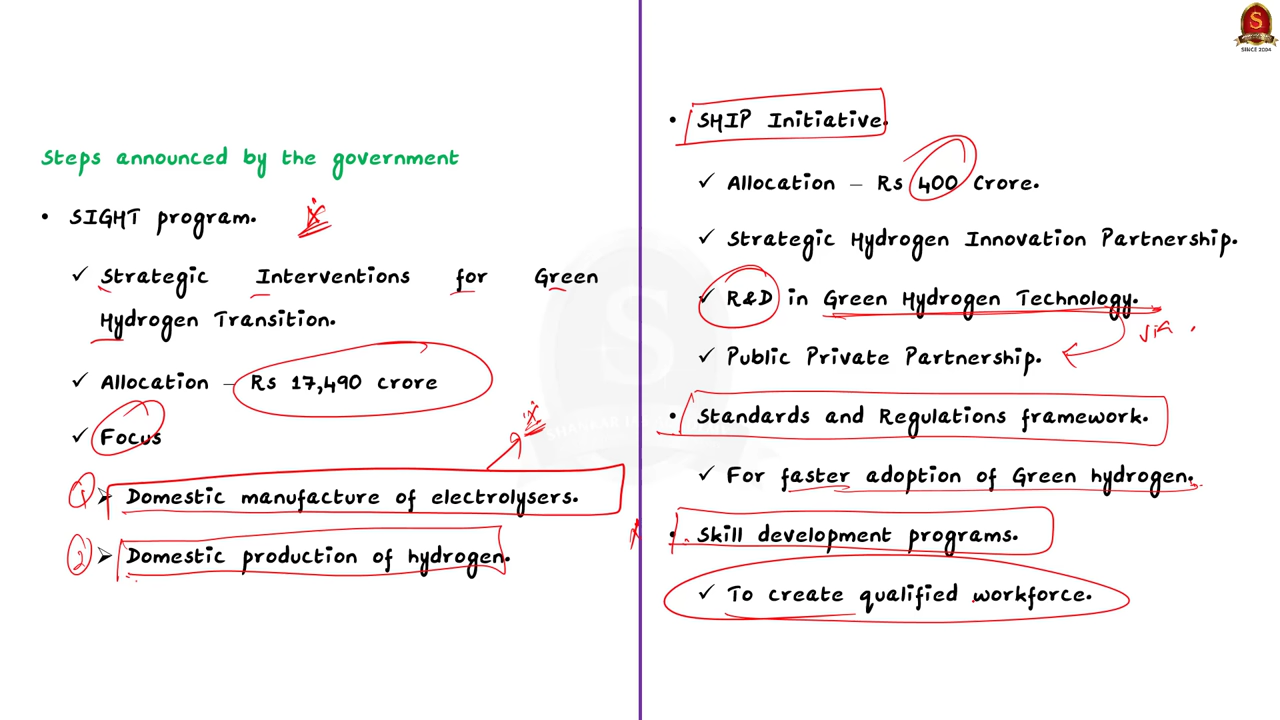 Steps announced by the government
• SIGHT program.
✓ Strategic Interventions for Green
Hydrogen Transition.
✓ Allocation – Rs 17,490 crore
✓ Focus
1 ➢ Domestic manufacture of electrolysers.
2 ➢ Domestic production of hydrogen.
• SHIP Initiative.
✓ Allocation – Rs 400 Crore.
✓ Strategic Hydrogen Innovation Partnership.
✓ R&D in Green Hydrogen Technology.
via
✓ Public Private Partnership.
• Standards and Regulations framework.
✓ For faster adoption of Green hydrogen.
• Skill development programs.
✓ To create qualified workforce.
S
SINCE 2004